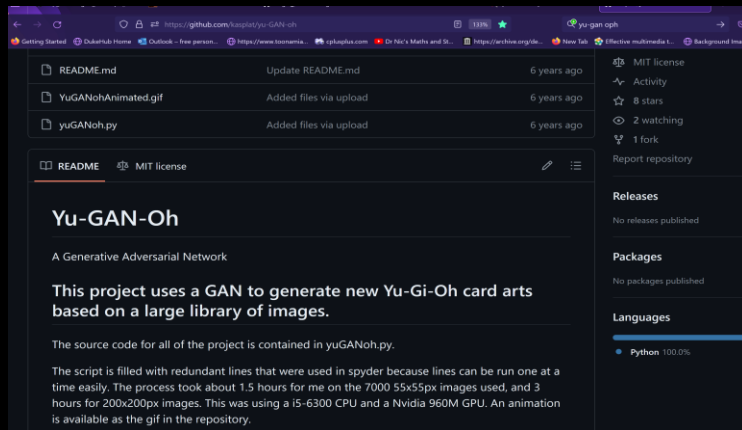 https://github.com/kasplat/yu-GAN-oh
133%
yu-gan oph
Getting Started
DukeHub Home
Outlook – free person...
https://www.toonamia...
cplusplus.com
Dr Nic's Maths and St...
https://archive.org/de...
New Tab
Effective multimedia t...
Background Ima
README.md
Update README.md
6 years ago
YuGANohAnimated.gif
Added files via upload
6 years ago
yuGANoh.py
Added files via upload
6 years ago
README
MIT license
Yu-GAN-Oh
A Generative Adversarial Network
This project uses a GAN to generate new Yu-Gi-Oh card arts
based on a large library of images.
The source code for all of the project is contained in yuGANoh.py.
The script is filled with redundant lines that were used in spyder because lines can be run one at a
time easily. The process took about 1.5 hours for me on the 7000 55x55px images used, and 3
hours for 200x200px images. This was using a i5-6300 CPU and a Nvidia 960M GPU. An animation
is available as the gif in the repository.
MIT license
Activity
8 stars
2 watching
1 fork
Report repository
Releases
No releases published
Packages
No packages published
Languages
Python 100.0%